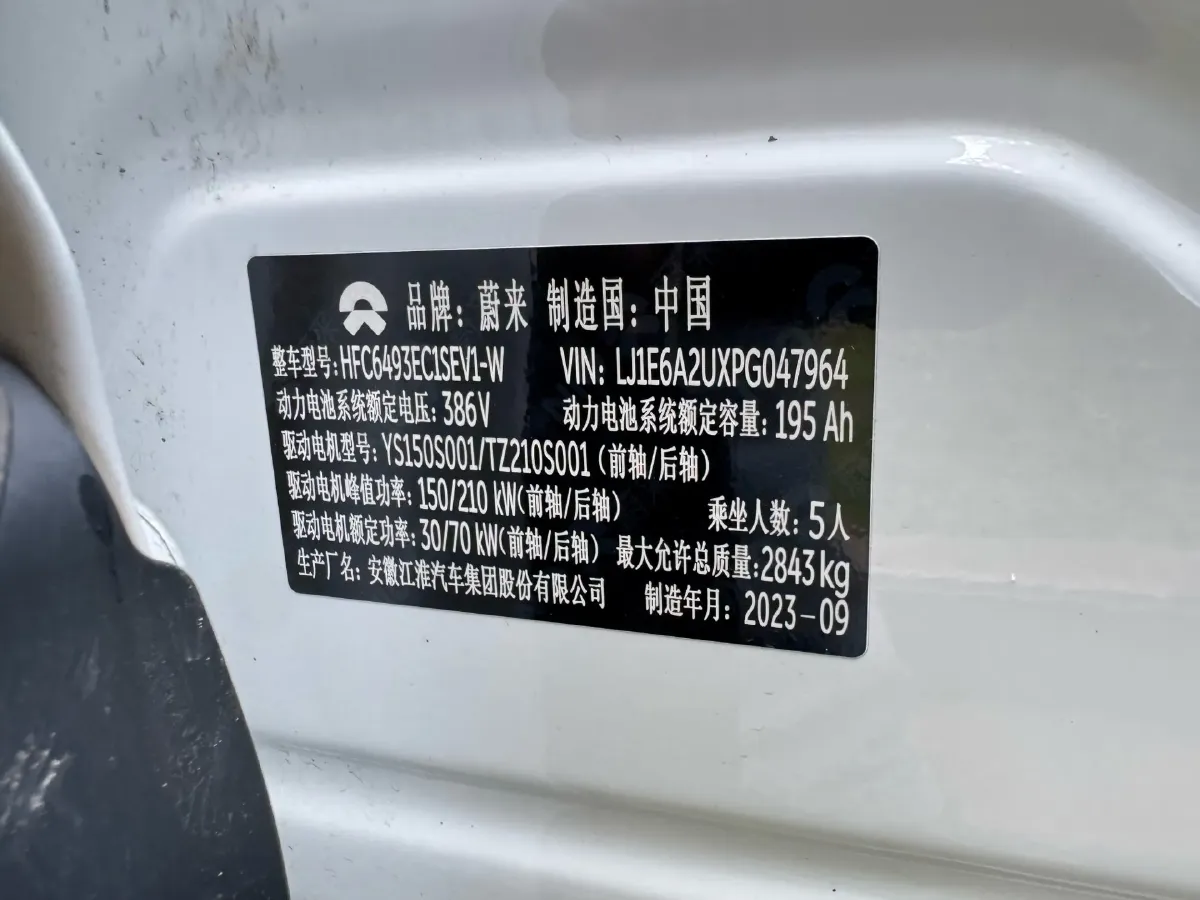 品牌：蔚来 制造国：中国
整车型号：HFC6493EC1SEV1-W VIN：LJ1E6A2UXPG047964
动力电池系统额定电压：386V 动力电池系统额定容量：195 Ah
驱动电机型号：YS150S001/TZ210S001（前轴/后轴）
驱动电机峰值功率：150/210 kW（前轴/后轴） 乘坐人数：5人
驱动电机额定功率：30/70 kW（前轴/后轴） 最大允许总质量：2843kg
生产厂名：安徽江淮汽车集团股份有限公司 制造年月：2023-09